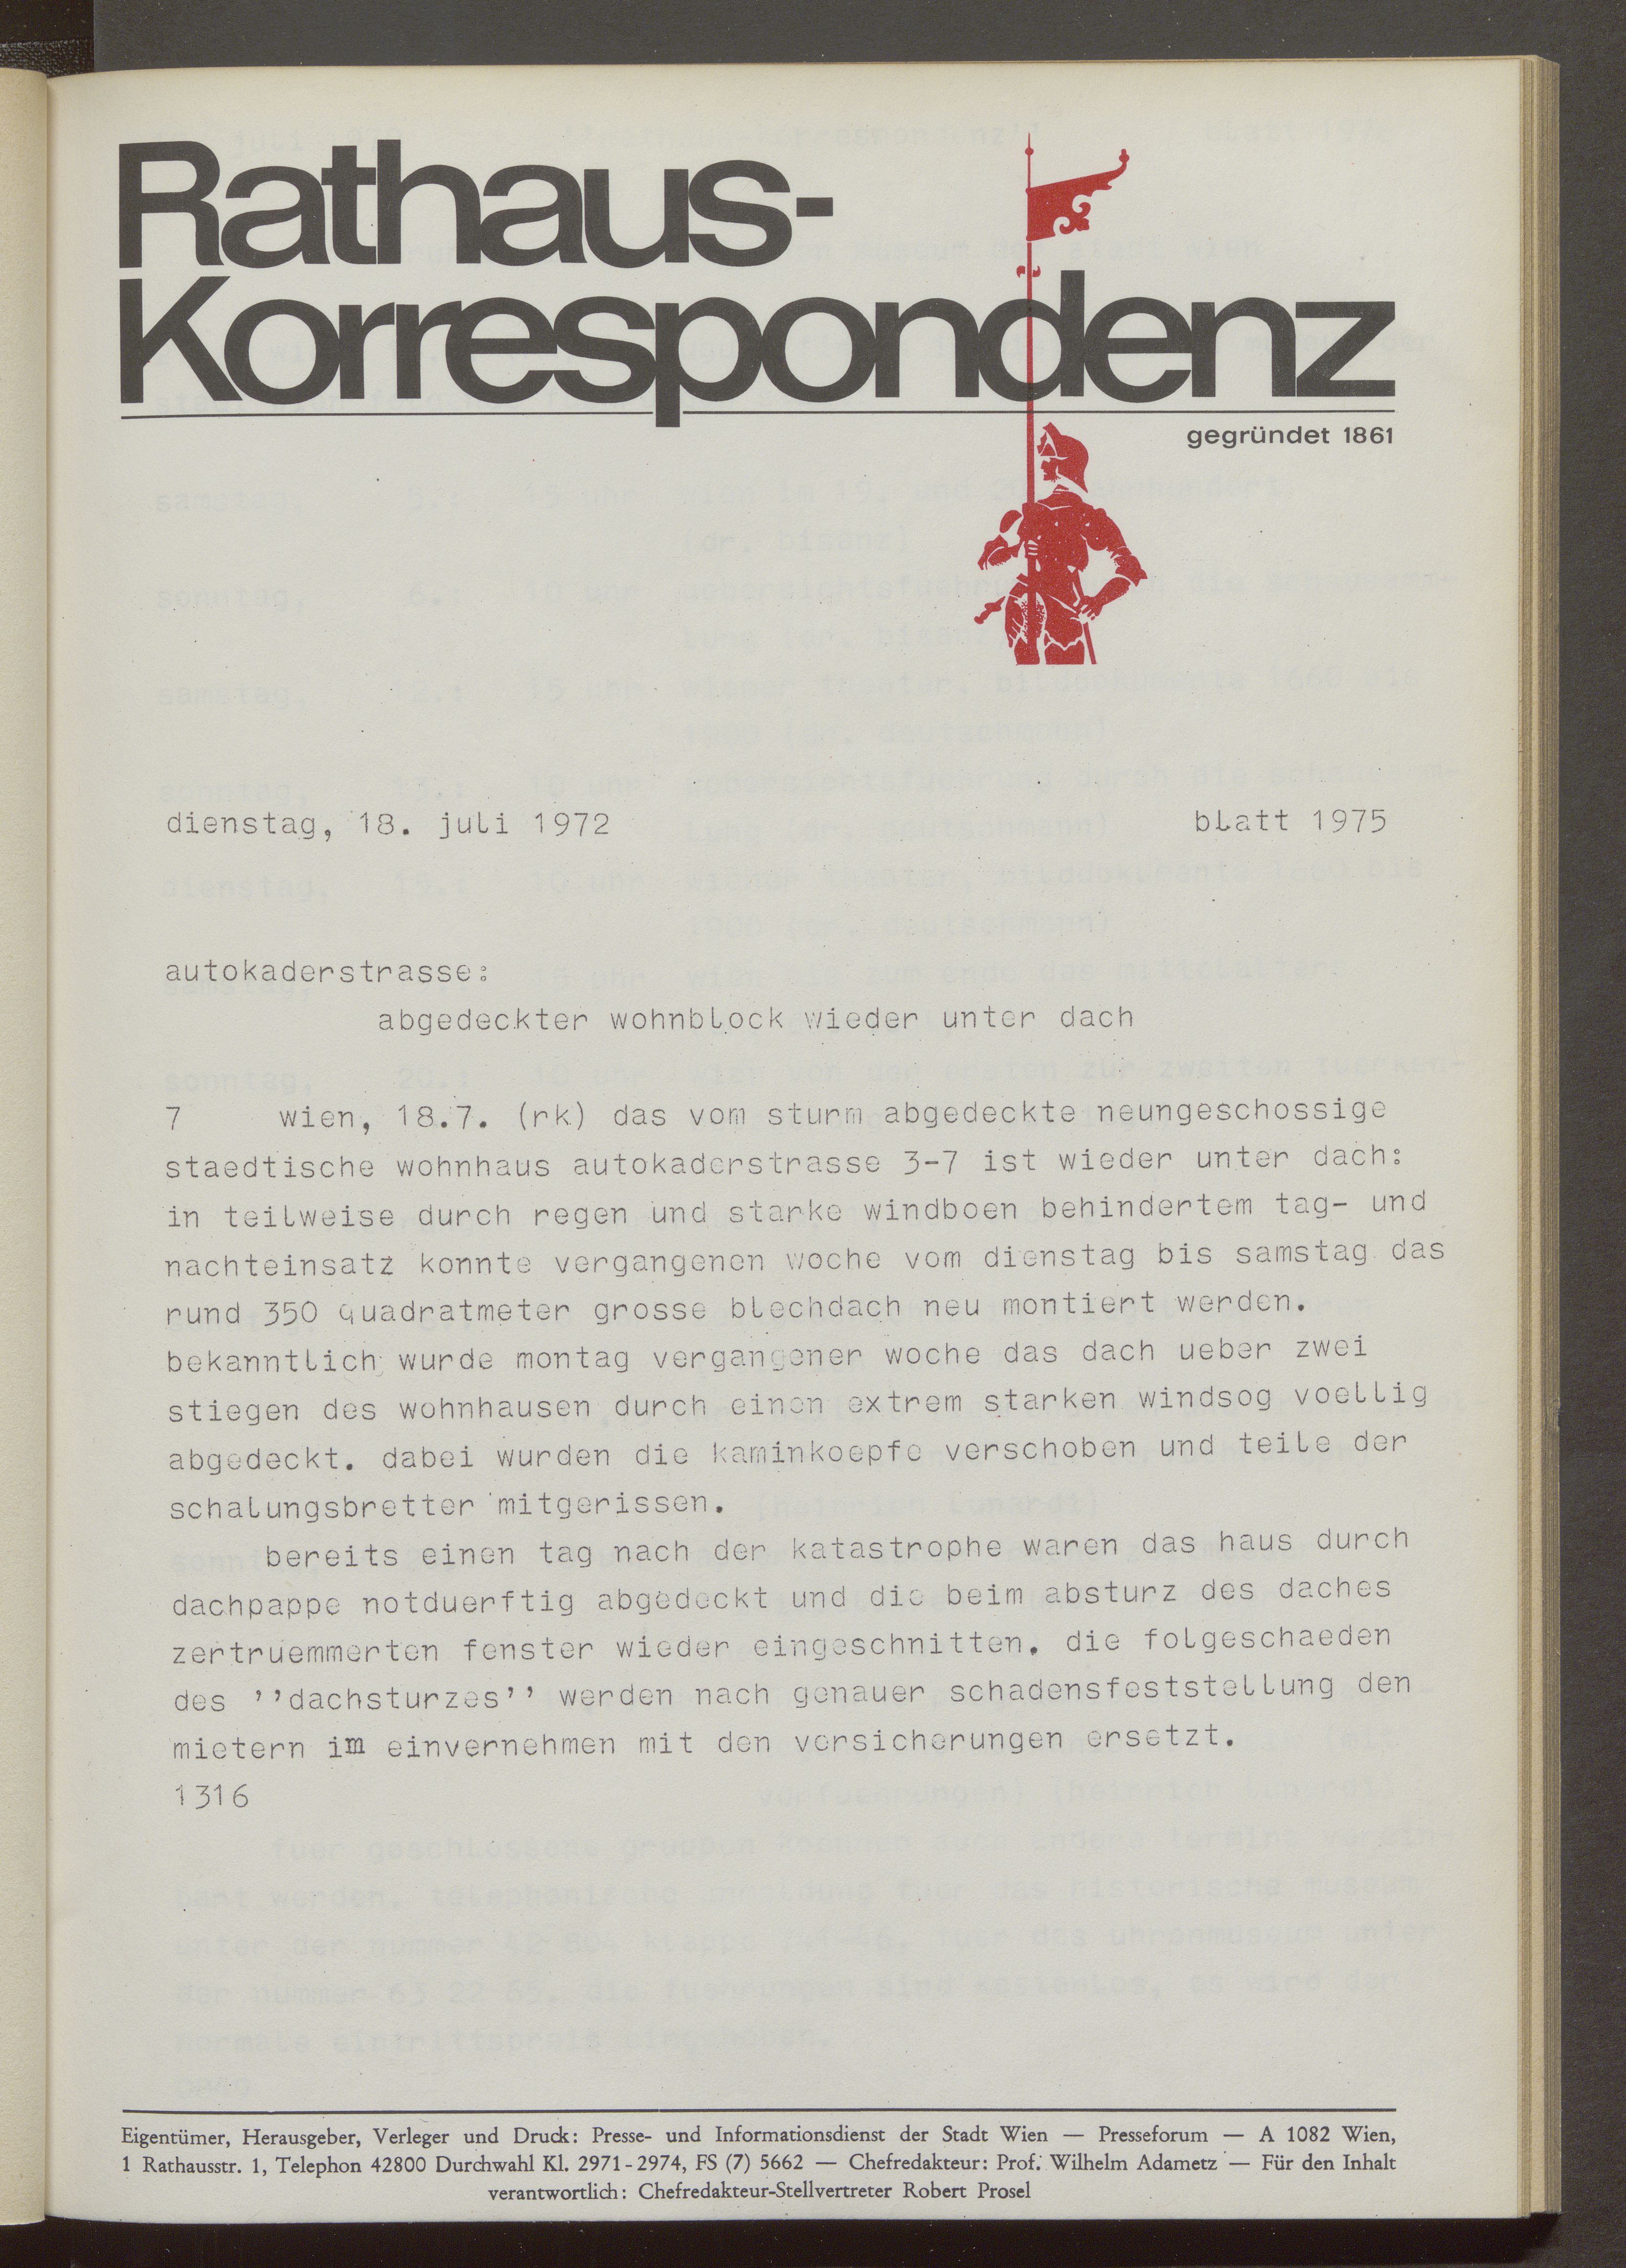 Rathaus-
Korrespondenz
gegründet 1861
dienstag, 18. juli 1972 blatt 1975
autokaderstrasse:
abgedeckter wohnblock wieder unter dach
7 wien, 18.7. (rk) das vom sturm abgedeckte neungeschossige
staedtische wohnhaus autokaderstrasse 3-7 ist wieder unter dach:
in teilweise durch regen und starke windboen behindertem tag- und
nachteinsatz konnte vergangenen woche vom dienstag bis samstag das
rund 350 quadratmeter grosse blechdach neu montiert werden.
bekanntlich wurde montag vergangener woche das dach ueber zwei
stiegen des wohnhausen durch einen extrem starken windsog voellig
abgedeckt. dabei wurden die kaminkoepfe verschoben und teile der
schalungsbretter mitgerissen.
bereits einen tag nach der katastrophe waren das haus durch
dachpappe notduerftig abgedeckt und die beim absturz des daches
zertruemmerten fenster wieder eingeschnitten. die folgeschaeden
des ''dachsturzes'' werden nach genauer schadensfeststellung den
mietern im einvernehmen mit den versicherungen ersetzt.
1316
Eigentümer, Herausgeber, Verleger und Druck: Presse- und Informationsdienst der Stadt Wien — Presseforum — A 1082 Wien,
1 Rathausstr. 1, Telephon 42800 Durchwahl Kl. 2971-2974, FS (7) 5662 — Chefredakteur: Prof. Wilhelm Adametz — Für den Inhalt
verantwortlich: Chefredakteur-Stellvertreter Robert Prosel